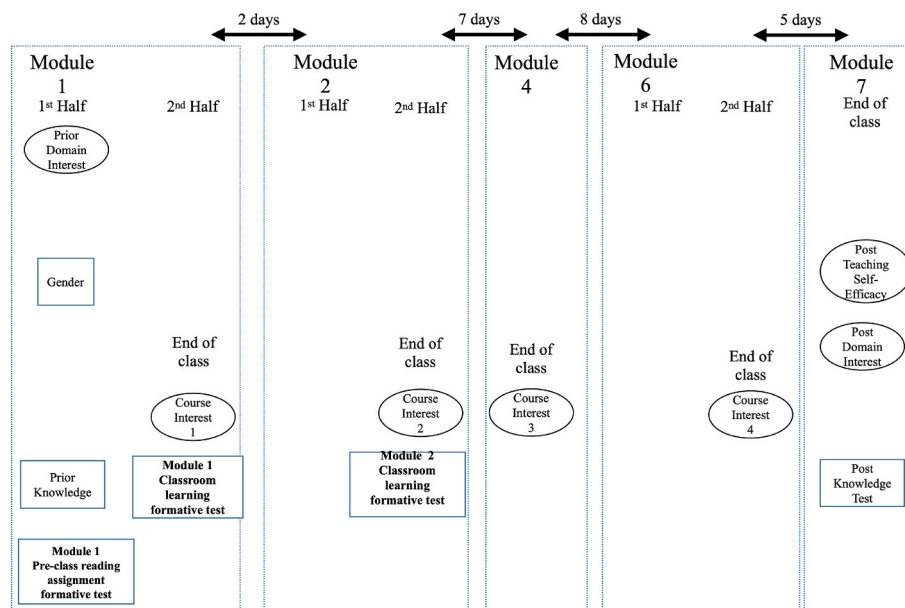 2 days
7 days
8 days
5 days
Module
1
1st Half
2nd Half
Prior
Domain
Interest
Gender
End of
class
Course
Interest
1
Prior
Knowledge
Module 1
Classroom
learning
formative test
Module 1
Pre-class reading
assignment
formative test
Module
2
1st Half
2nd Half
End of
class
Course
Interest
2
Module 2
Classroom
learning
formative test
Module
4
End of
class
Course
Interest
3
Module
6
1st Half
2nd Half
End of
class
Course
Interest
4
Module
7
End of
class
Post
Teaching
Self-
Efficacy
Post
Domain
Interest
Post
Knowledge
Test